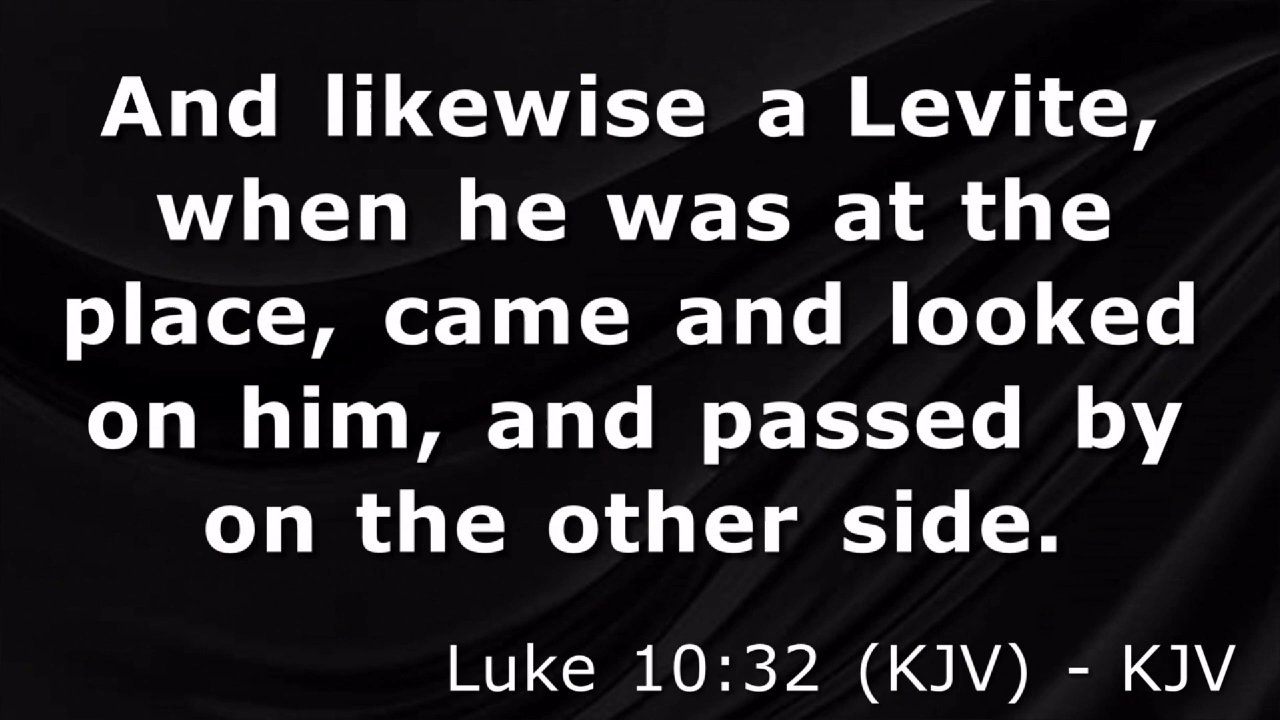 And likewise a Levite,
when he was at the
place, came and looked
on him, and passed by
on the other side.
Luke 10:32 (KJV) - KJV